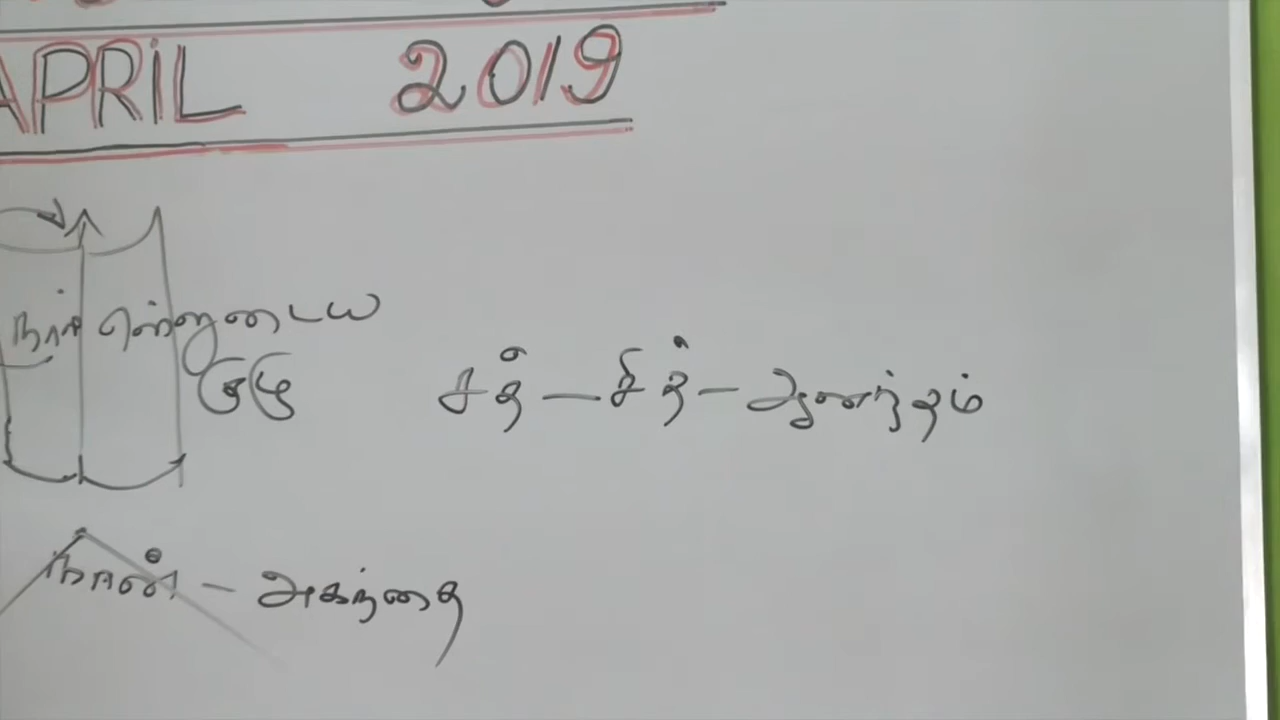 APRIL 2019
நான் என்னுடைய
குழு
சத் – சித் – ஆனந்தம்
நான் – அகந்தை